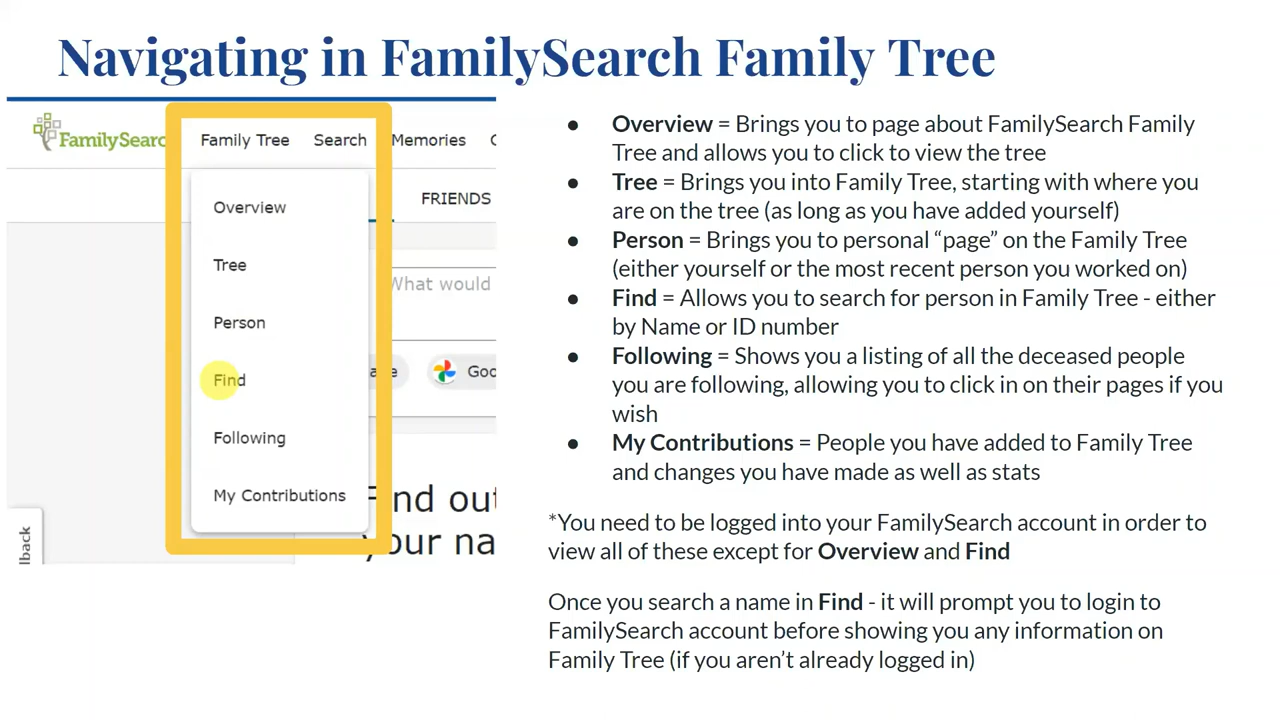 Navigating in FamilySearch Family Tree
FamilySearc
Family Tree
Search
Memories
Overview
FRIENDS
Tree
What would
Person
Find
Goo
Following
My Contributions
Find out
your na
lback
● Overview = Brings you to page about FamilySearch Family
Tree and allows you to click to view the tree
● Tree = Brings you into Family Tree, starting with where you
are on the tree (as long as you have added yourself)
● Person = Brings you to personal “page” on the Family Tree
(either yourself or the most recent person you worked on)
● Find = Allows you to search for person in Family Tree - either
by Name or ID number
● Following = Shows you a listing of all the deceased people
you are following, allowing you to click in on their pages if you
wish
● My Contributions = People you have added to Family Tree
and changes you have made as well as stats
*You need to be logged into your FamilySearch account in order to
view all of these except for Overview and Find
Once you search a name in Find - it will prompt you to login to
FamilySearch account before showing you any information on
Family Tree (if you aren’t already logged in)